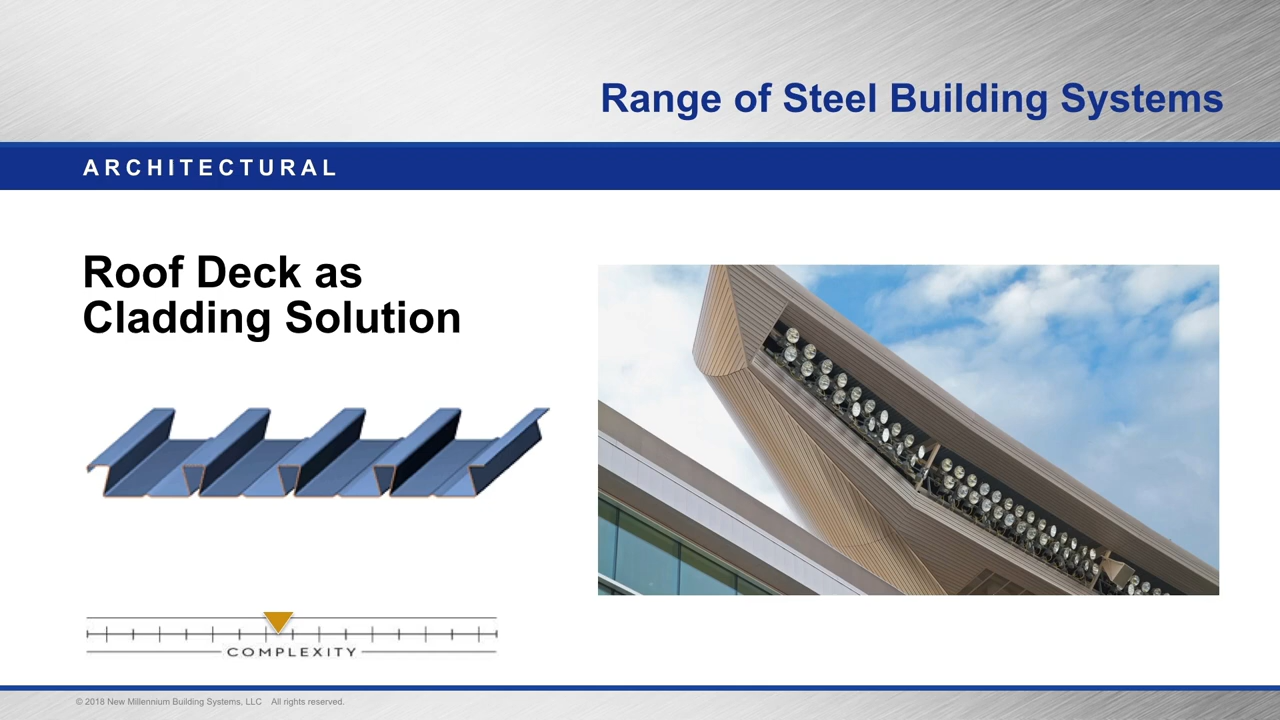 Range of Steel Building Systems
ARCHITECTURAL
Roof Deck as
Cladding Solution
COMPLEXITY
© 2018 New Millennium Building Systems, LLC All rights reserved.